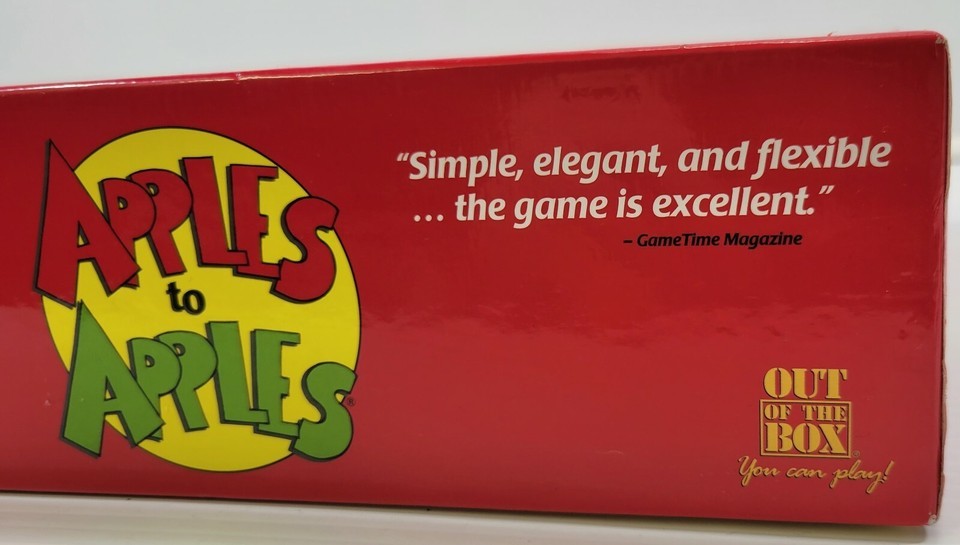 APPLES
to
APPLES®
“Simple, elegant, and flexible
... the game is excellent.”
– GameTime Magazine
OUT
OF THE
BOX®
You can play!